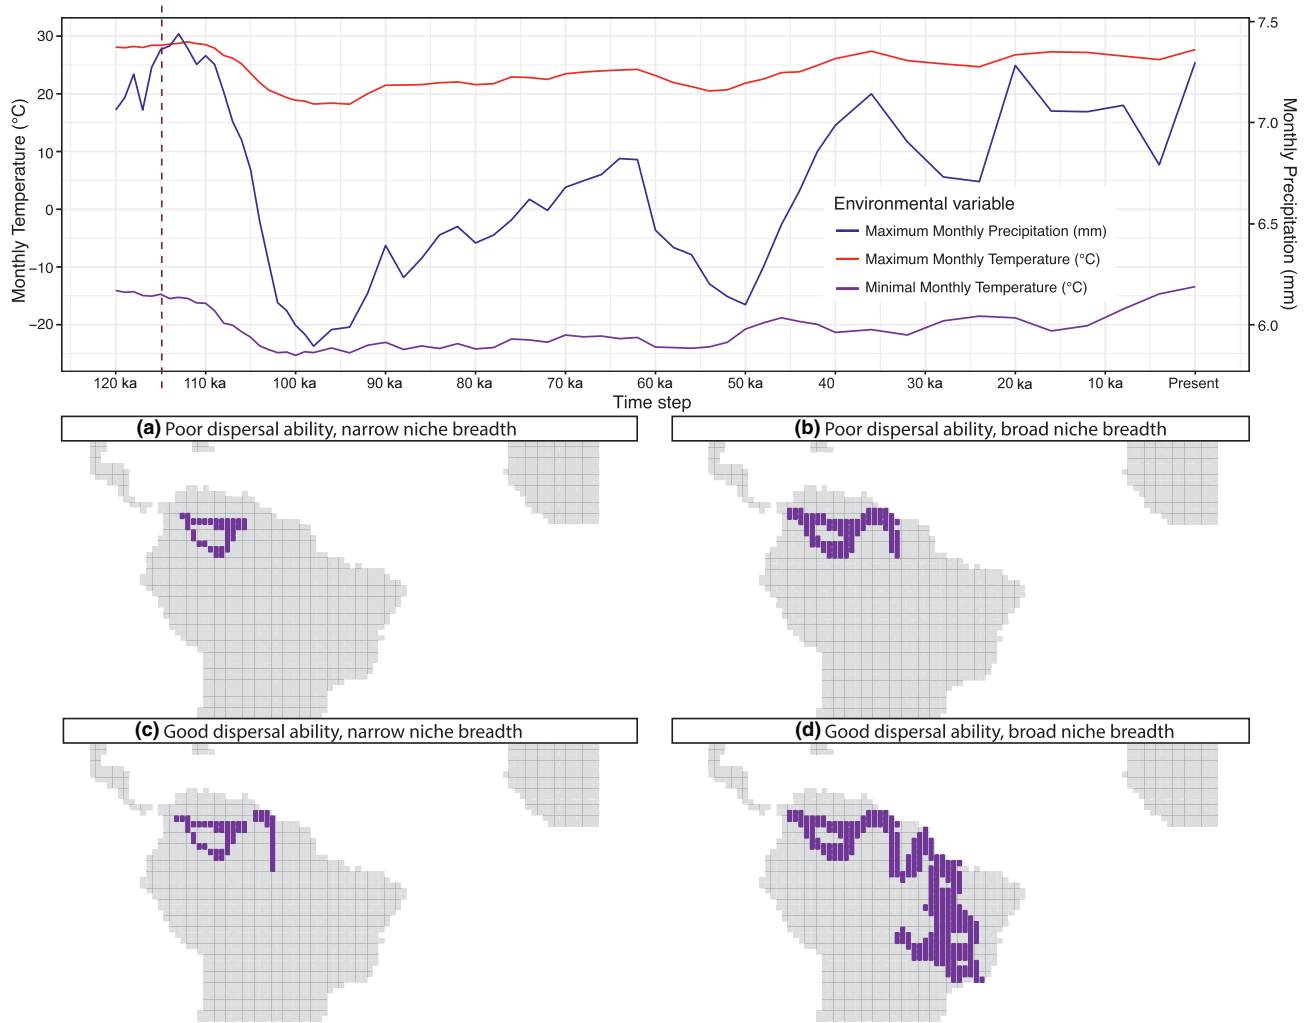 Monthly Temperature (°C)
30
20
10
0
−10
−20
7.5
7.0
6.5
6.0
Monthly Precipitation (mm)
Environmental variable
Maximum Monthly Precipitation (mm)
Maximum Monthly Temperature (°C)
Minimal Monthly Temperature (°C)
120 ka 110 ka 100 ka 90 ka 80 ka 70 ka 60 ka 50 ka 40 30 ka 20 ka 10 ka Present
Time step
(a) Poor dispersal ability, narrow niche breadth
(b) Poor dispersal ability, broad niche breadth
(c) Good dispersal ability, narrow niche breadth
(d) Good dispersal ability, broad niche breadth